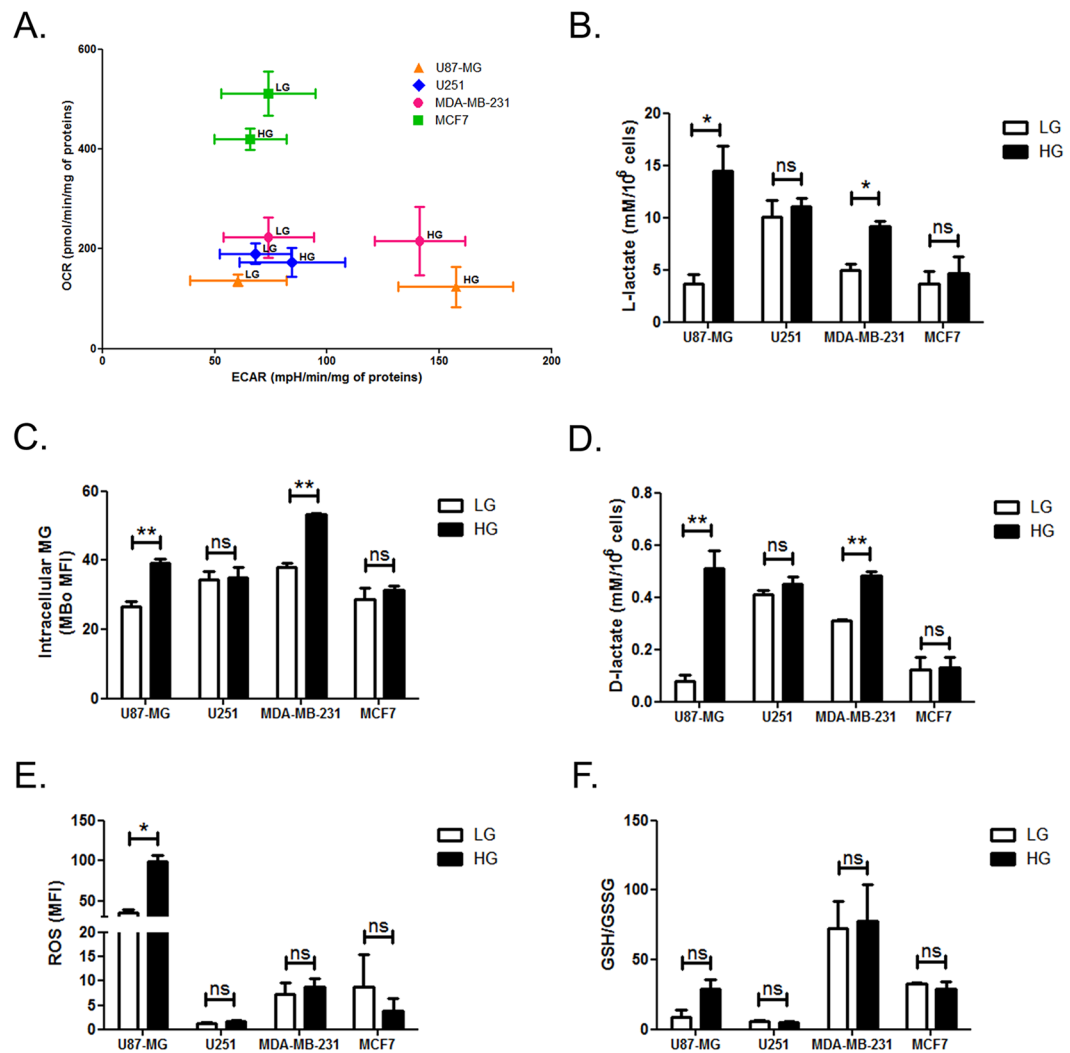 A.
600
400
200
0
OCR (pmol/min/mg of proteins)
LG
HG
LG
HG
LG
HG
LG
HG
U87-MG
U251
MDA-MB-231
MCF7
0
50
100
150
200
ECAR (mpH/min/mg of proteins)
B.
20
15
10
5
0
L-lactate (mM/10⁶ cells)
*
ns
*
ns
LG
HG
U87-MG
U251
MDA-MB-231
MCF7
C.
60
40
20
0
Intracellular MG
(MBo MFI)
**
ns
**
ns
LG
HG
U87-MG
U251
MDA-MB-231
MCF7
D.
0.8
0.6
0.4
0.2
0.0
D-lactate (mM/10⁶ cells)
**
ns
**
ns
LG
HG
U87-MG
U251
MDA-MB-231
MCF7
E.
150
100
50
20
15
10
5
0
ROS (MFI)
*
ns
ns
ns
LG
HG
U87-MG
U251
MDA-MB-231
MCF7
F.
150
100
50
0
GSH/GSSG
ns
ns
ns
ns
LG
HG
U87-MG
U251
MDA-MB-231
MCF7